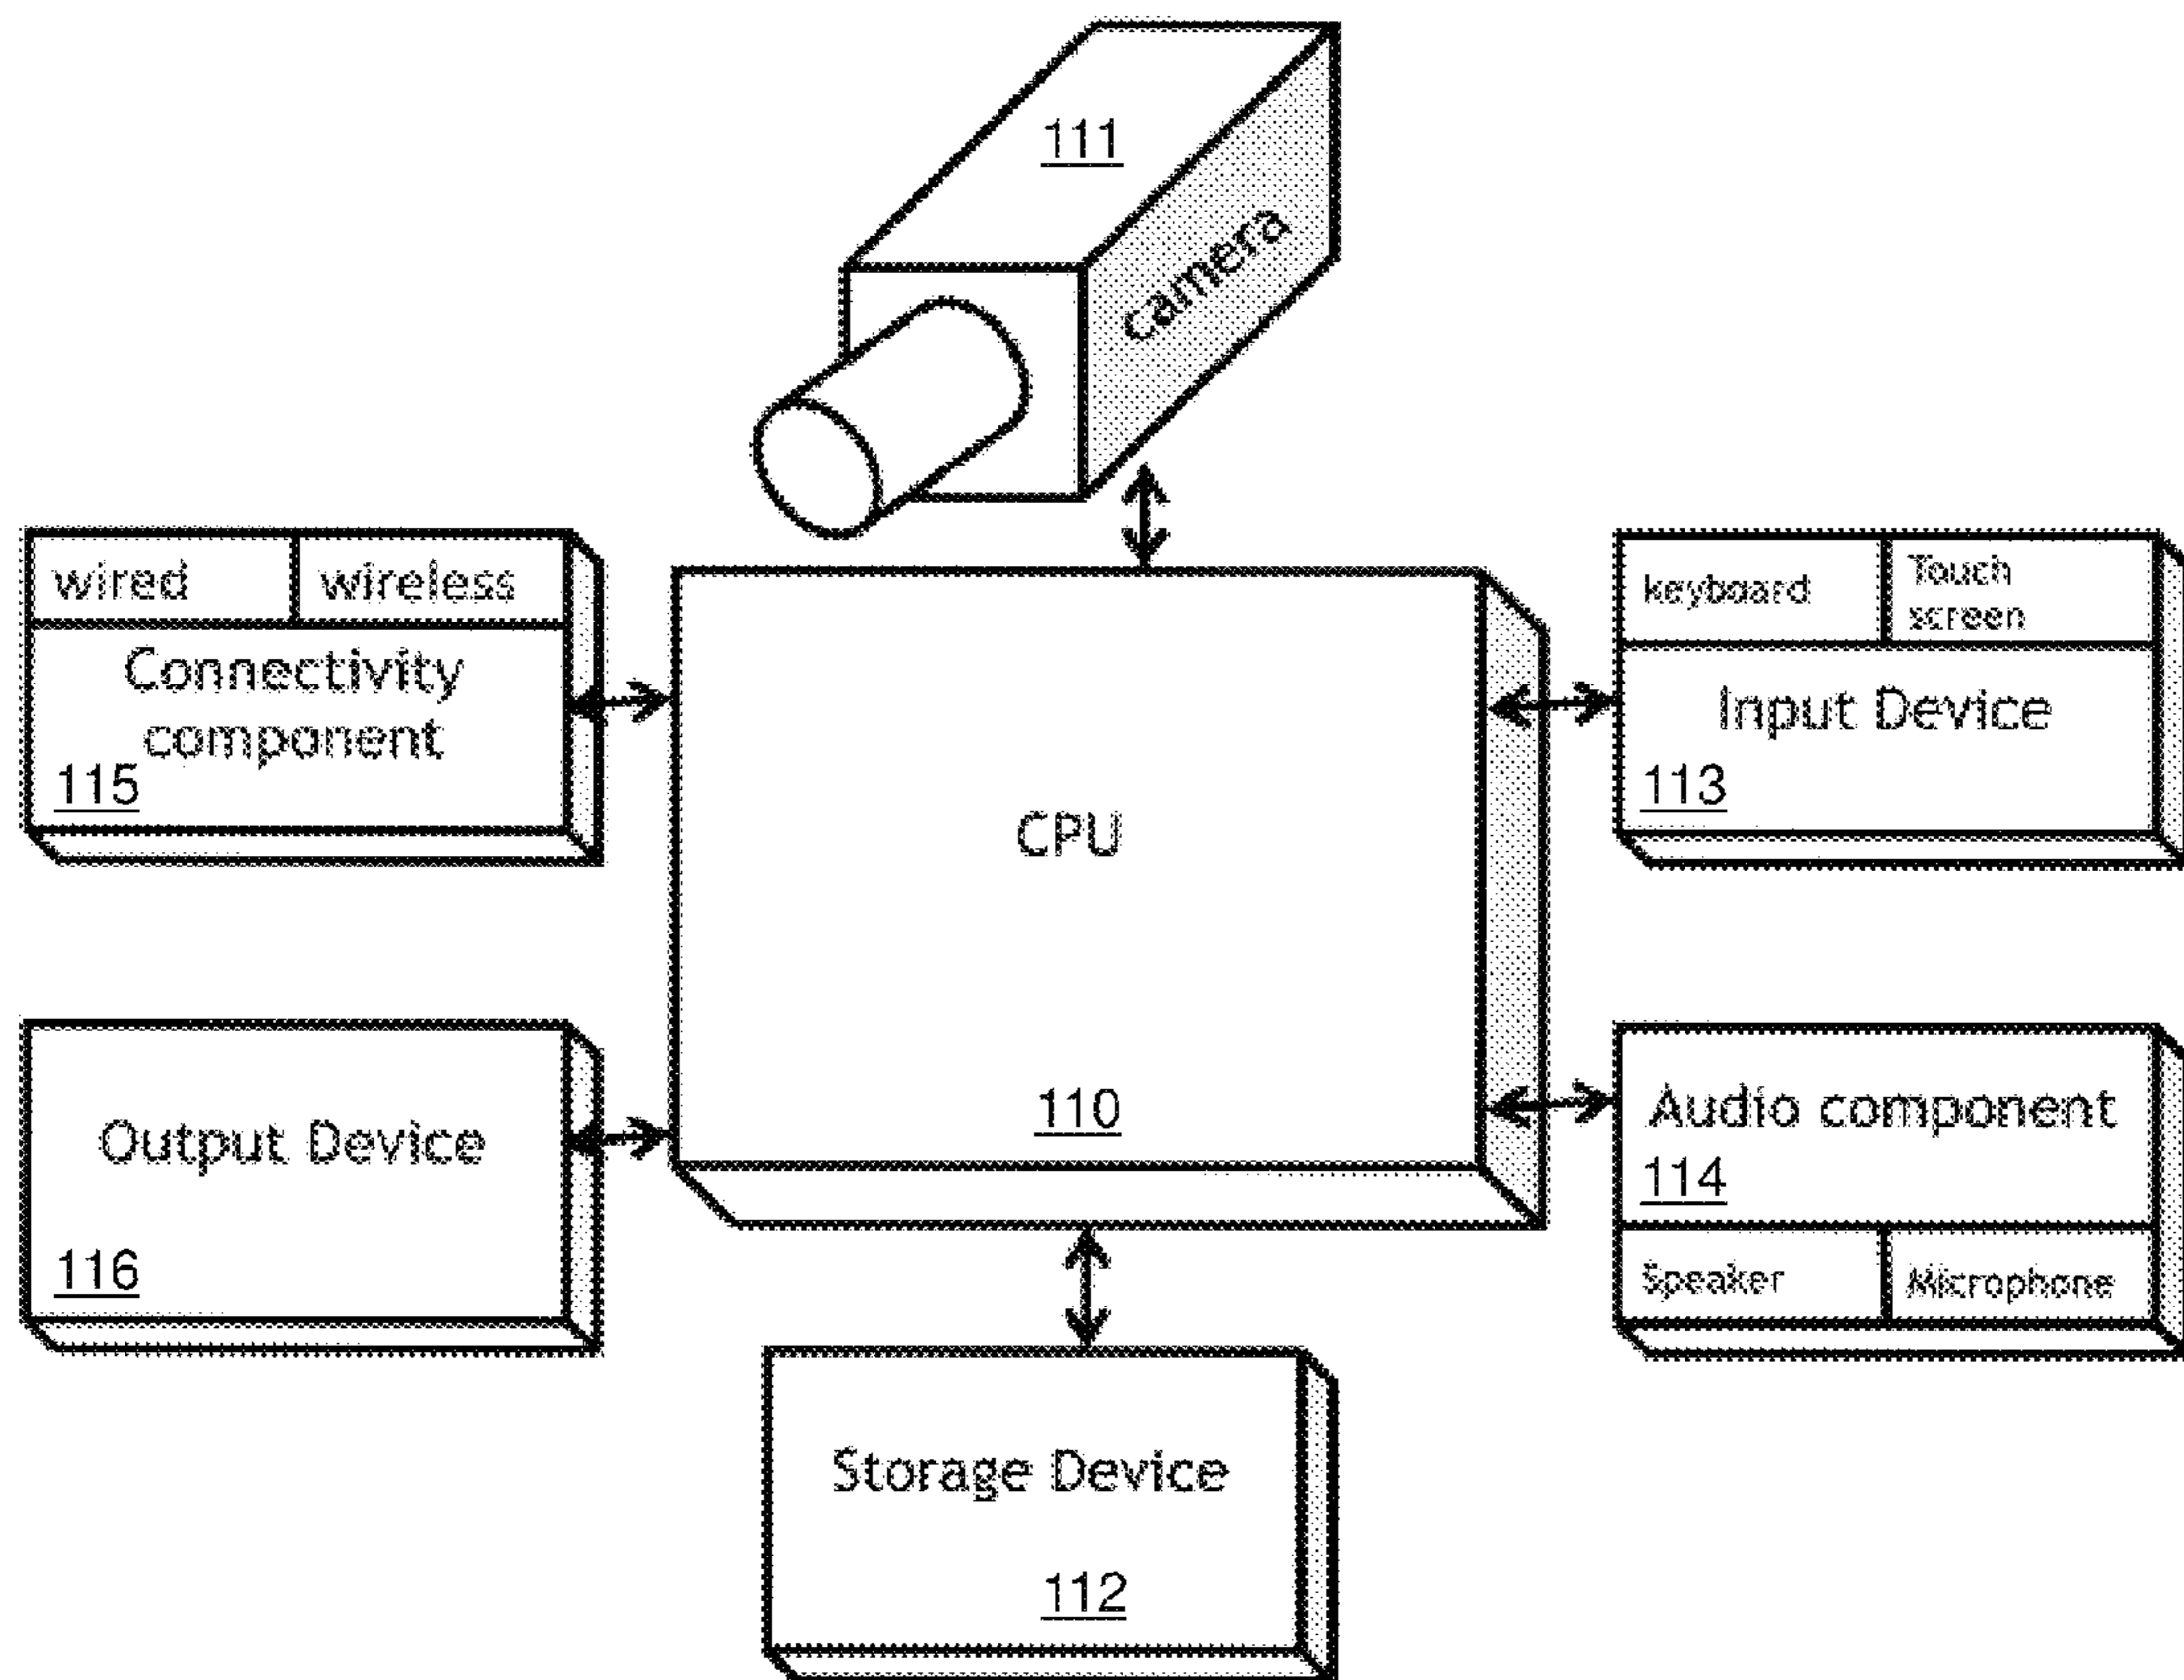 111
camera
wired
wireless
Connectivity
component
115
keyboard
Touch
screen
Input Device
113
CPU
110
Output Device
116
Audio component
114
Speaker
Microphone
Storage Device
112